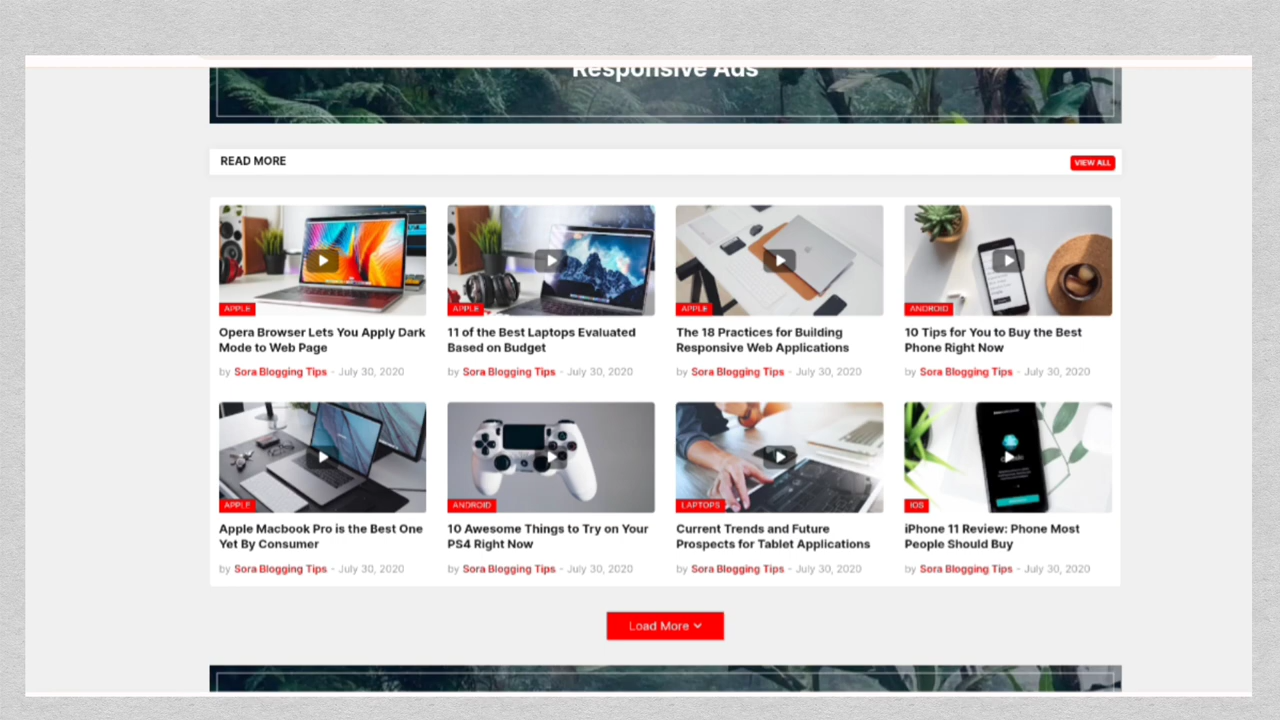 Responsive Ads
READ MORE
VIEW ALL
APPLE
APPLE
APPLE
ANDROID
Opera Browser Lets You Apply Dark
Mode to Web Page
11 of the Best Laptops Evaluated
Based on Budget
The 18 Practices for Building
Responsive Web Applications
10 Tips for You to Buy the Best
Phone Right Now
by Sora Blogging Tips - July 30, 2020
by Sora Blogging Tips - July 30, 2020
by Sora Blogging Tips - July 30, 2020
by Sora Blogging Tips - July 30, 2020
APPLE
ANDROID
LAPTOPS
IOS
Apple Macbook Pro is the Best One
Yet By Consumer
10 Awesome Things to Try on Your
PS4 Right Now
Current Trends and Future
Prospects for Tablet Applications
iPhone 11 Review: Phone Most
People Should Buy
by Sora Blogging Tips - July 30, 2020
by Sora Blogging Tips - July 30, 2020
by Sora Blogging Tips - July 30, 2020
by Sora Blogging Tips - July 30, 2020
Load More